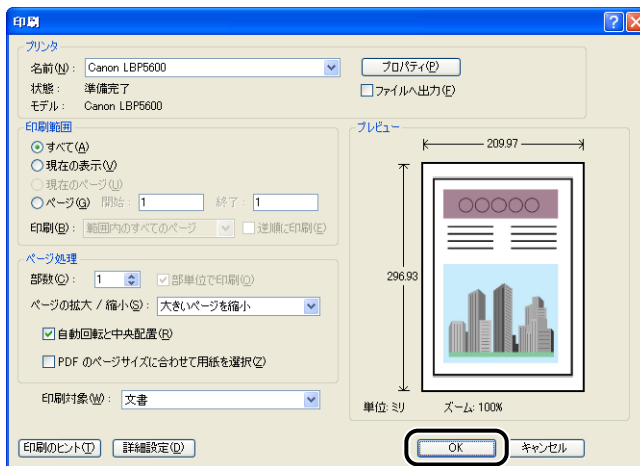 印刷
プリンタ
名前(N): Canon LBP5600 プロパティ(P)
状態: 準備完了 ファイルへ出力(F)
モデル: Canon LBP5600
印刷範囲
すべて(A)
現在の表示(V)
現在のページ(U)
ページ(G) 開始: 1 終了: 1
印刷(B): 範囲内のすべてのページ 逆順に印刷(E)
ページ処理
部数(C): 1 部単位で印刷(O)
ページの拡大 / 縮小(S): 大きいページを縮小
自動回転と中央配置(R)
PDF のページサイズに合わせて用紙を選択(Z)
印刷対象(W): 文書
プレビュー
209.97
○○○○○
296.93
単位: ミリ ズーム: 100%
印刷のヒント(T) 詳細設定(D) OK キャンセル